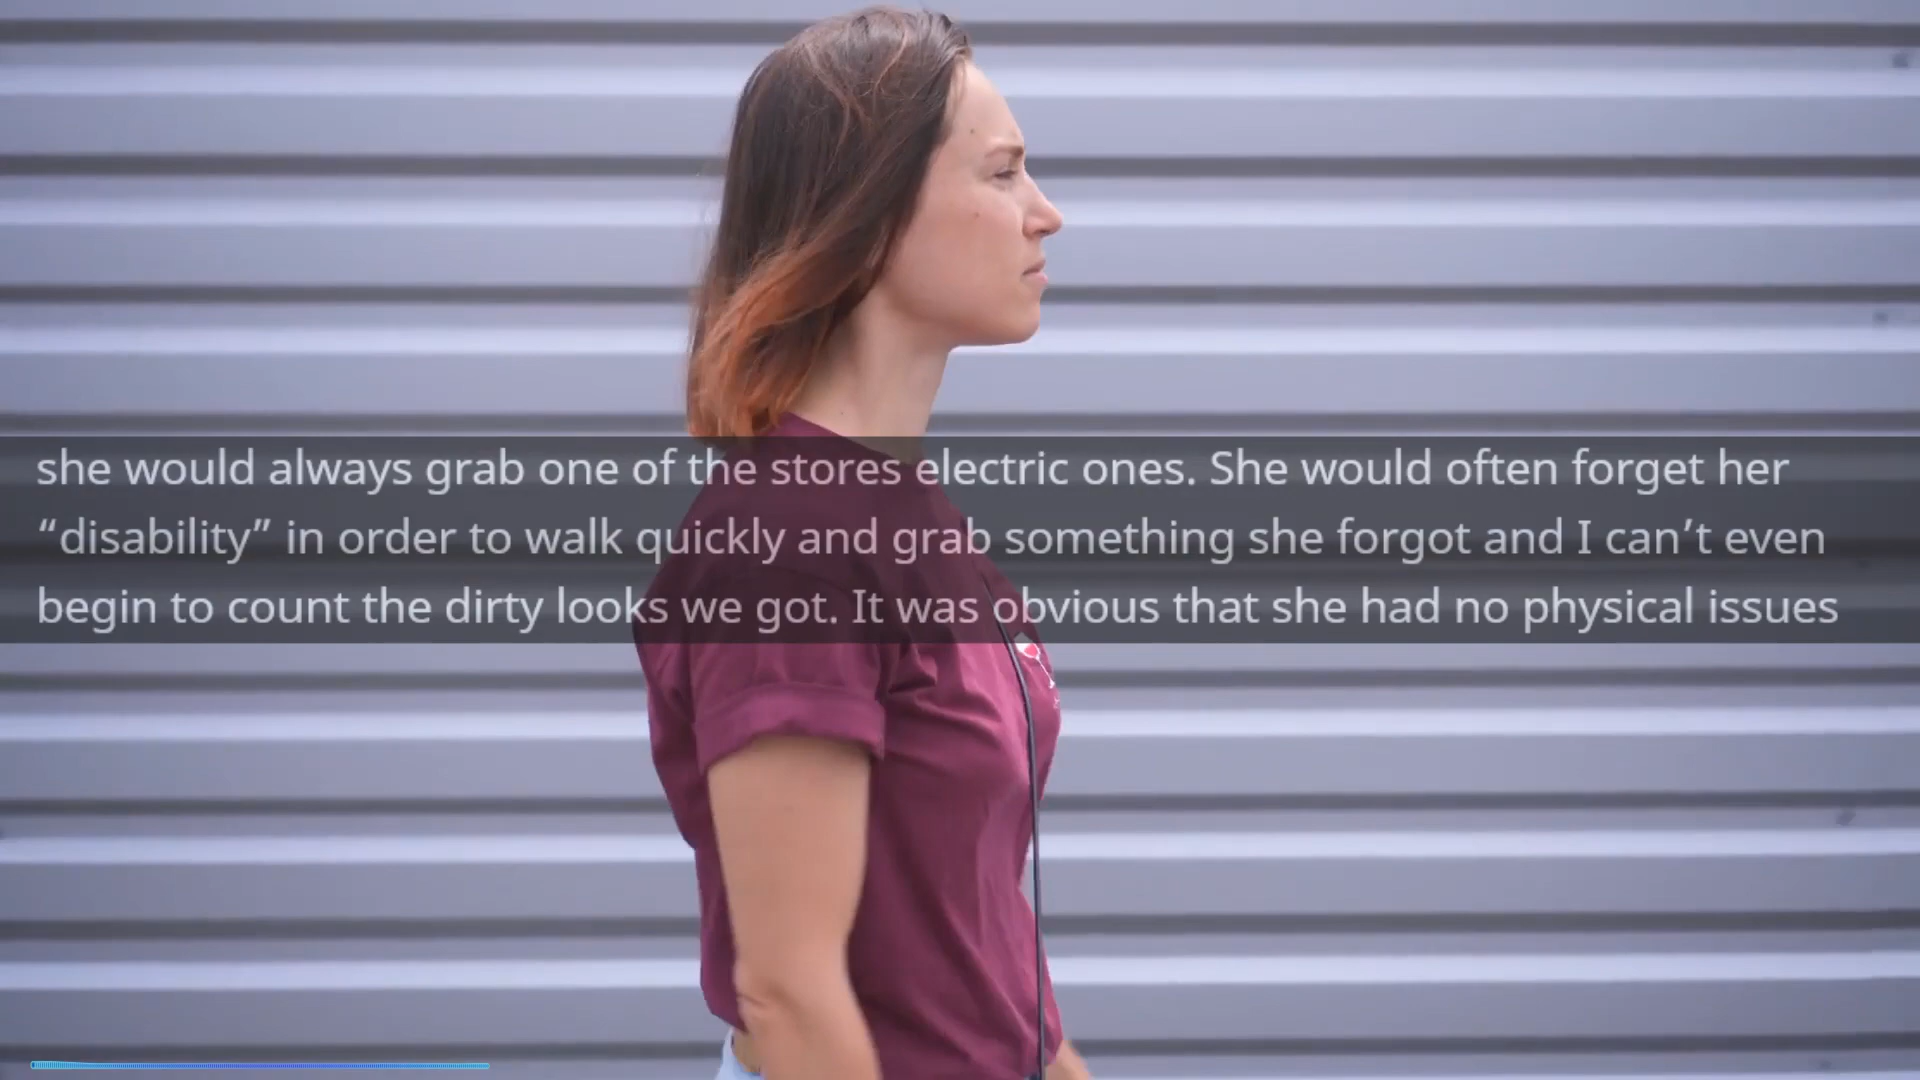 she would always grab one of the stores electric ones. She would often forget her
“disability” in order to walk quickly and grab something she forgot and I can’t even
begin to count the dirty looks we got. It was obvious that she had no physical issues